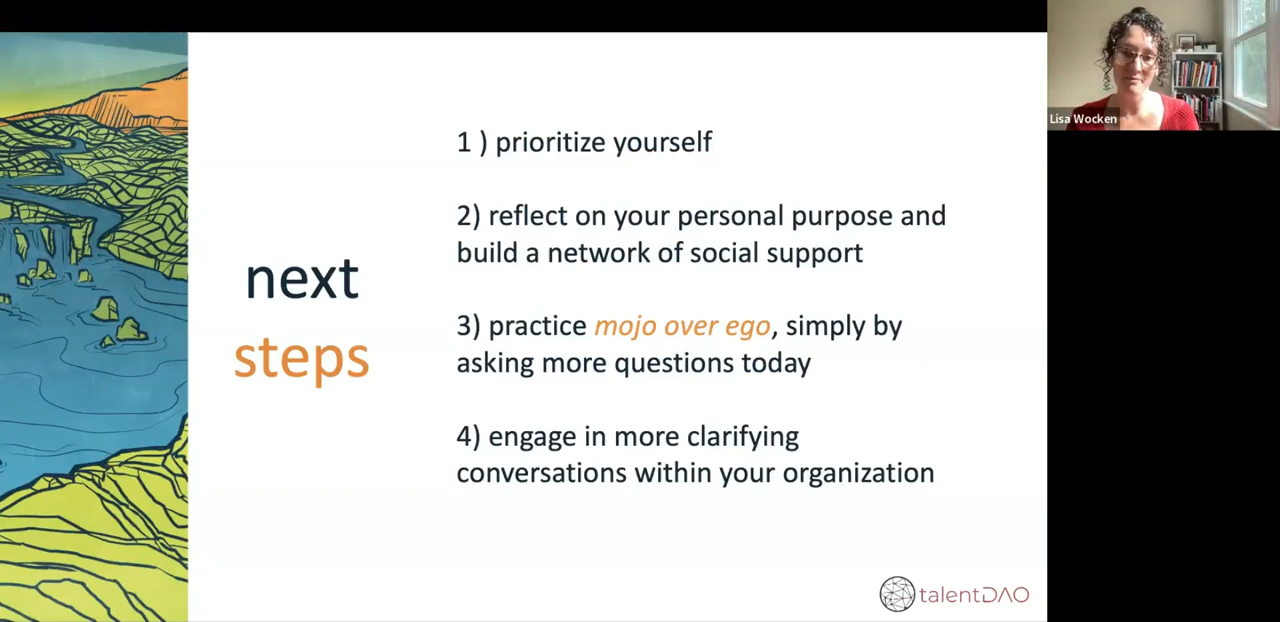 next
steps
1 ) prioritize yourself
2) reflect on your personal purpose and
build a network of social support
3) practice mojo over ego, simply by
asking more questions today
4) engage in more clarifying
conversations within your organization
talentDAO
Lisa Wocken